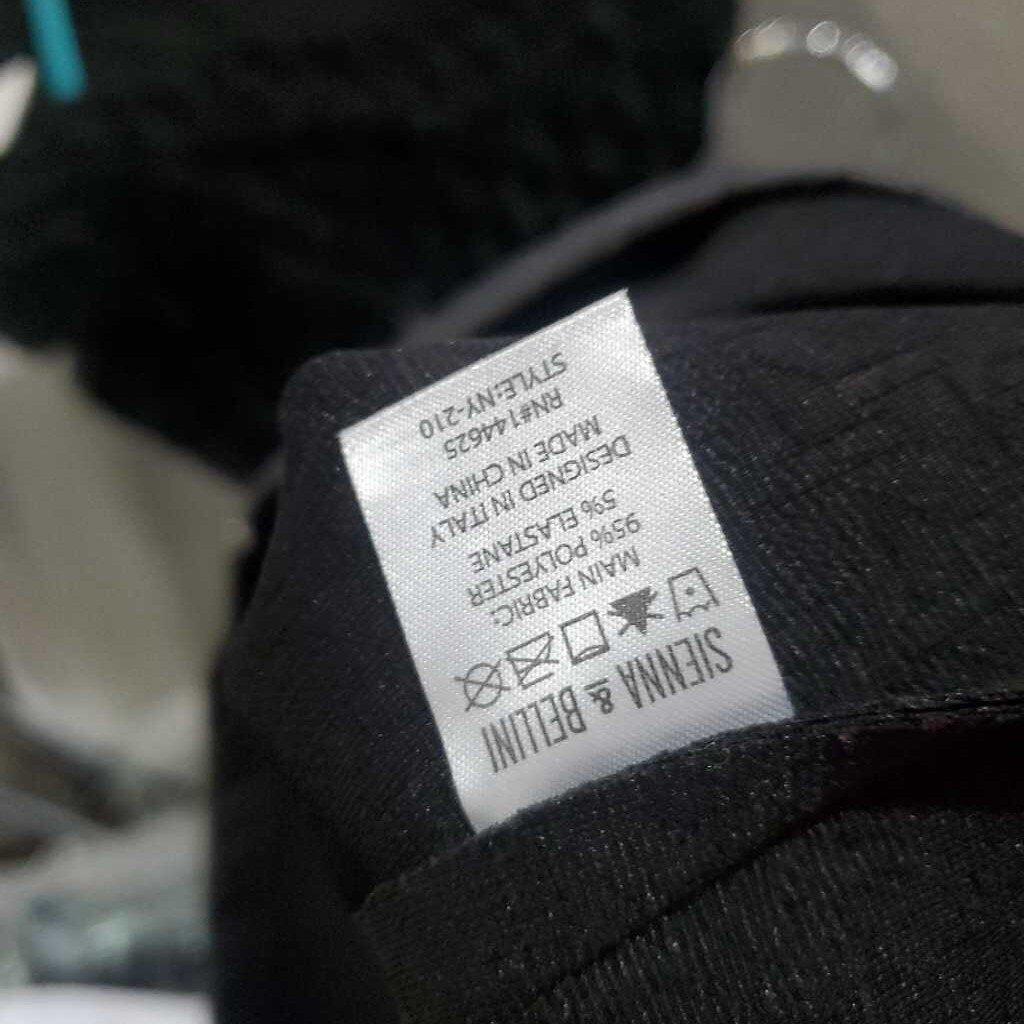 SIENNA & BELLINI
MAIN FABRIC:
95% POLYESTER
5% ELASTANE
DESIGNED IN ITALY
MADE IN CHINA
RN#144625
STYLE:NY-210